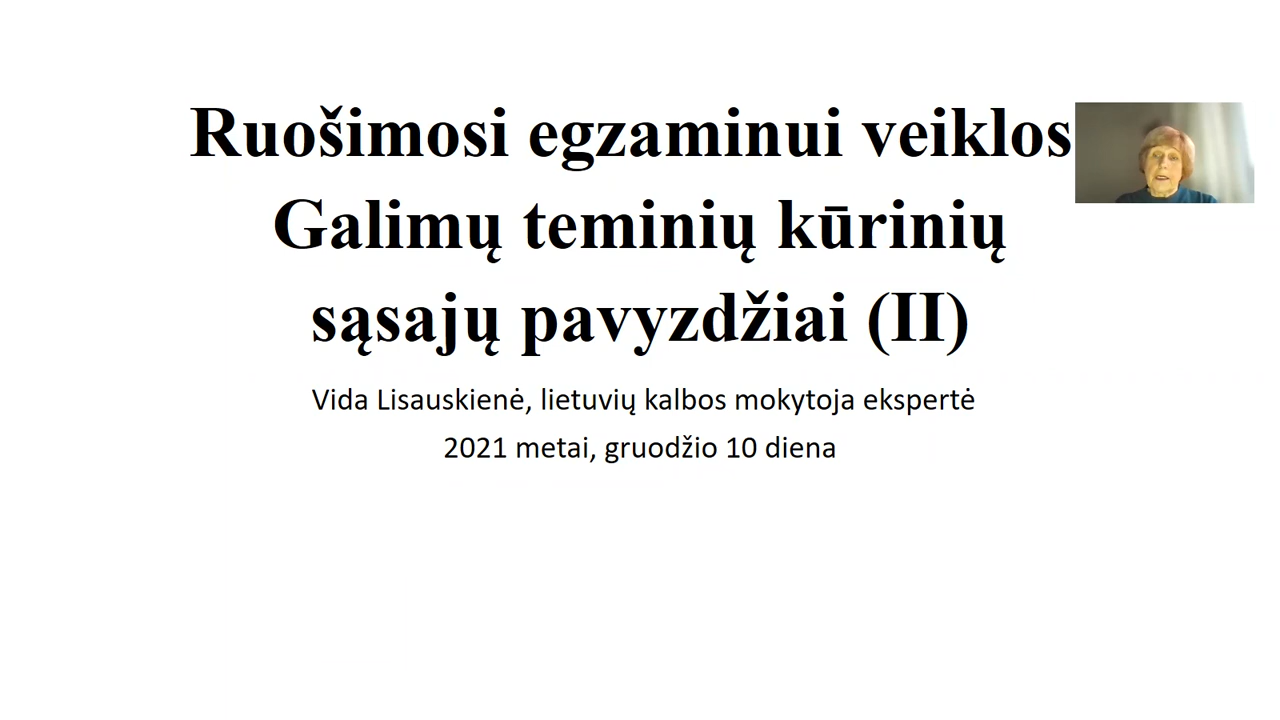 Ruošimosi egzaminui veiklos
Galimų teminių kūrinių
sąsajų pavyzdžiai (II)
Vida Lisauskienė, lietuvių kalbos mokytoja ekspertė
2021 metai, gruodžio 10 diena